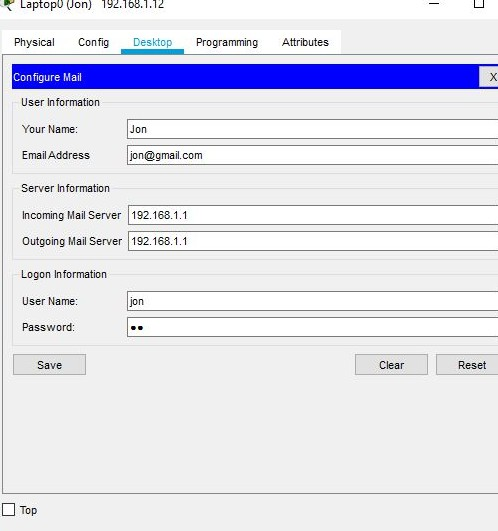 Laptop0 (Jon) 192.168.1.12
Physical Config Desktop Programming Attributes
Configure Mail X
User Information
Your Name: Jon
Email Address jon@gmail.com
Server Information
Incoming Mail Server 192.168.1.1
Outgoing Mail Server 192.168.1.1
Logon Information
User Name: jon
Password: ●●
Save Clear Reset
Top